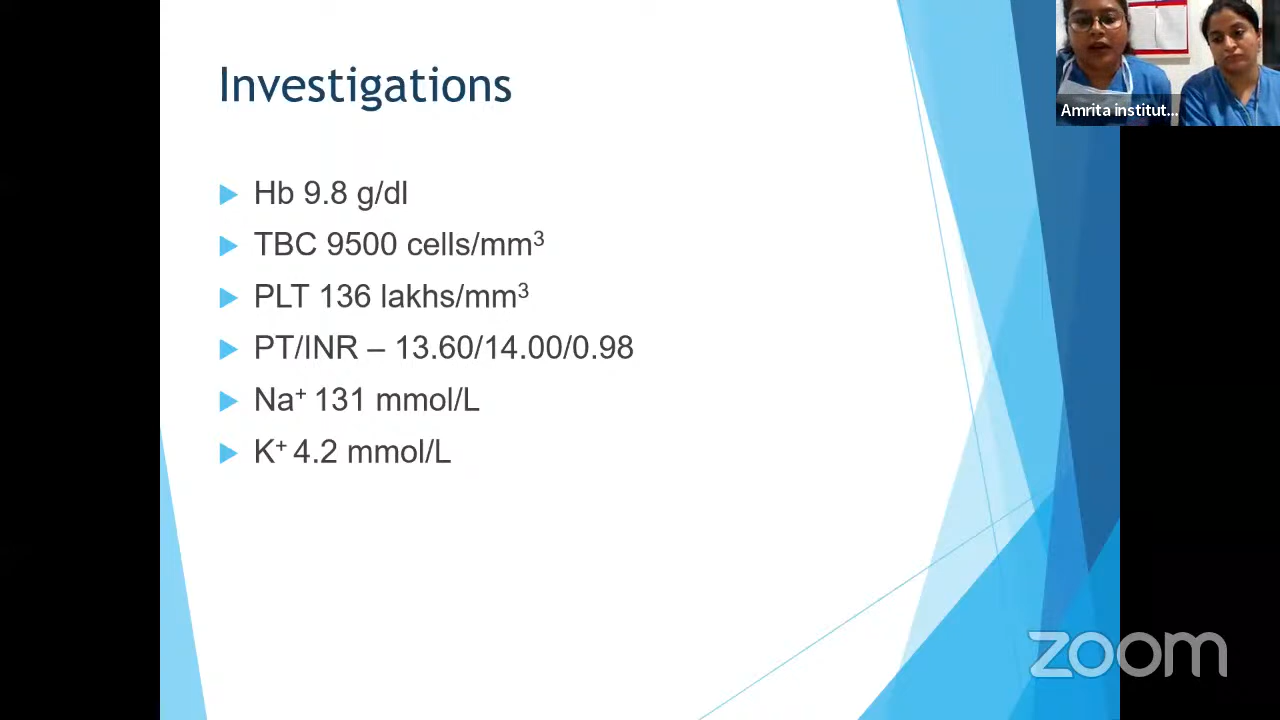 Investigations
Hb 9.8 g/dl
TBC 9500 cells/mm³
PLT 136 lakhs/mm³
PT/INR – 13.60/14.00/0.98
Na⁺ 131 mmol/L
K⁺ 4.2 mmol/L
Amrita institut...
zoom